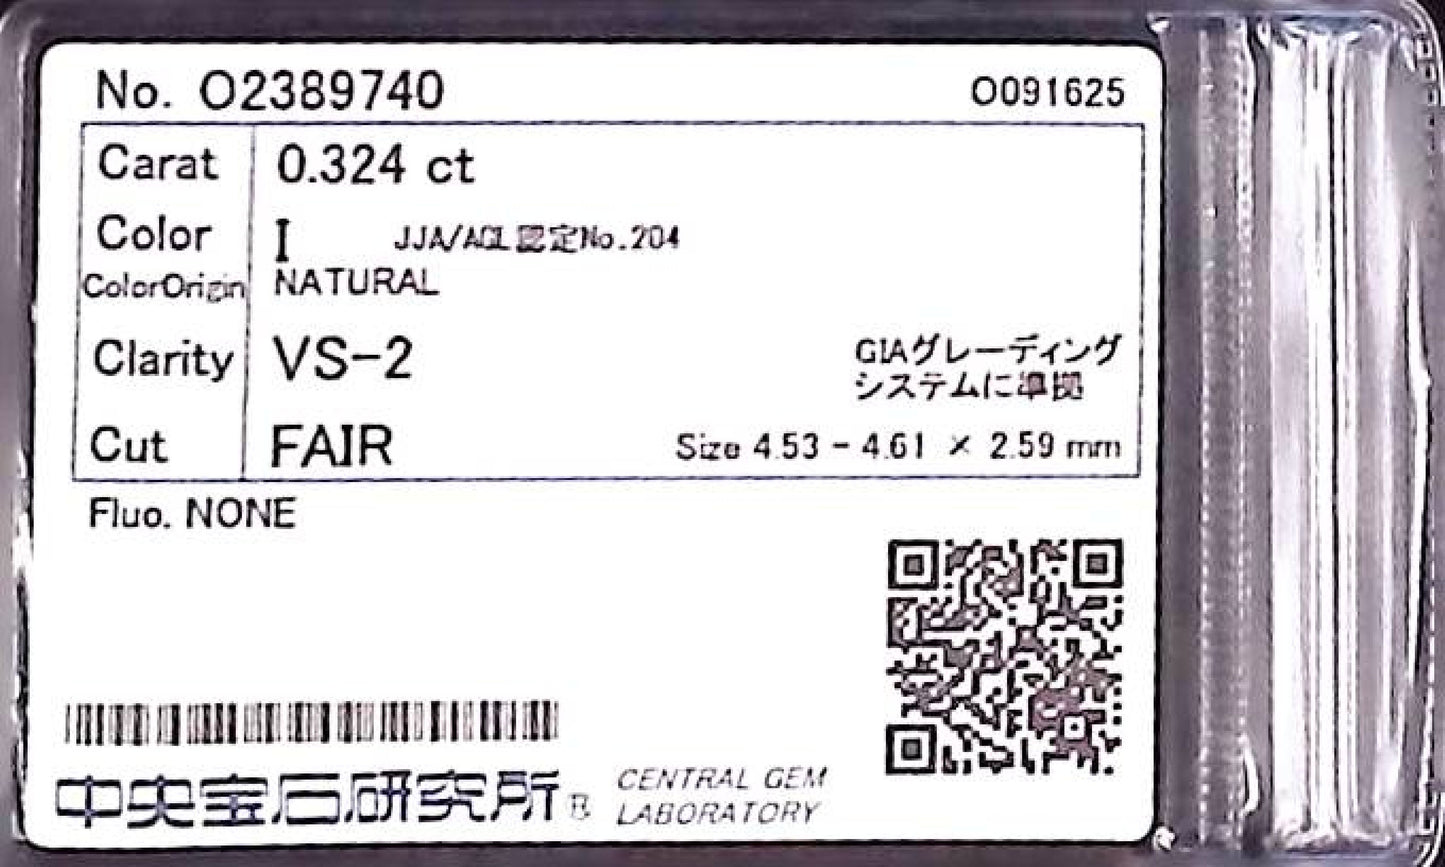 No. O2389740 O091625
Carat 0.324 ct
Color I JJA/AGL認定No.204
ColorOrigin NATURAL
Clarity VS-2
GIAグレーディング
システムに準拠
Cut FAIR Size 4.53 - 4.61 × 2.59 mm
Fluo. NONE
中央宝石研究所 B
CENTRAL GEM
LABORATORY